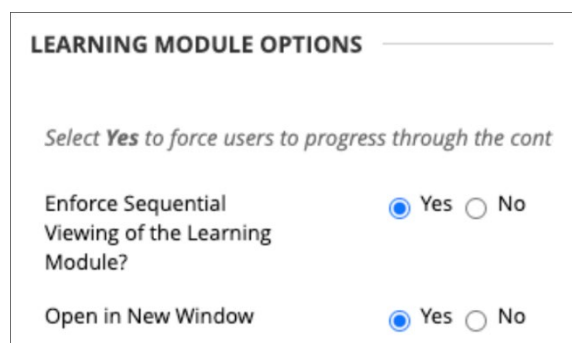 LEARNING MODULE OPTIONS
Select Yes to force users to progress through the cont
Enforce Sequential Yes No
Viewing of the Learning
Module?
Open in New Window Yes No